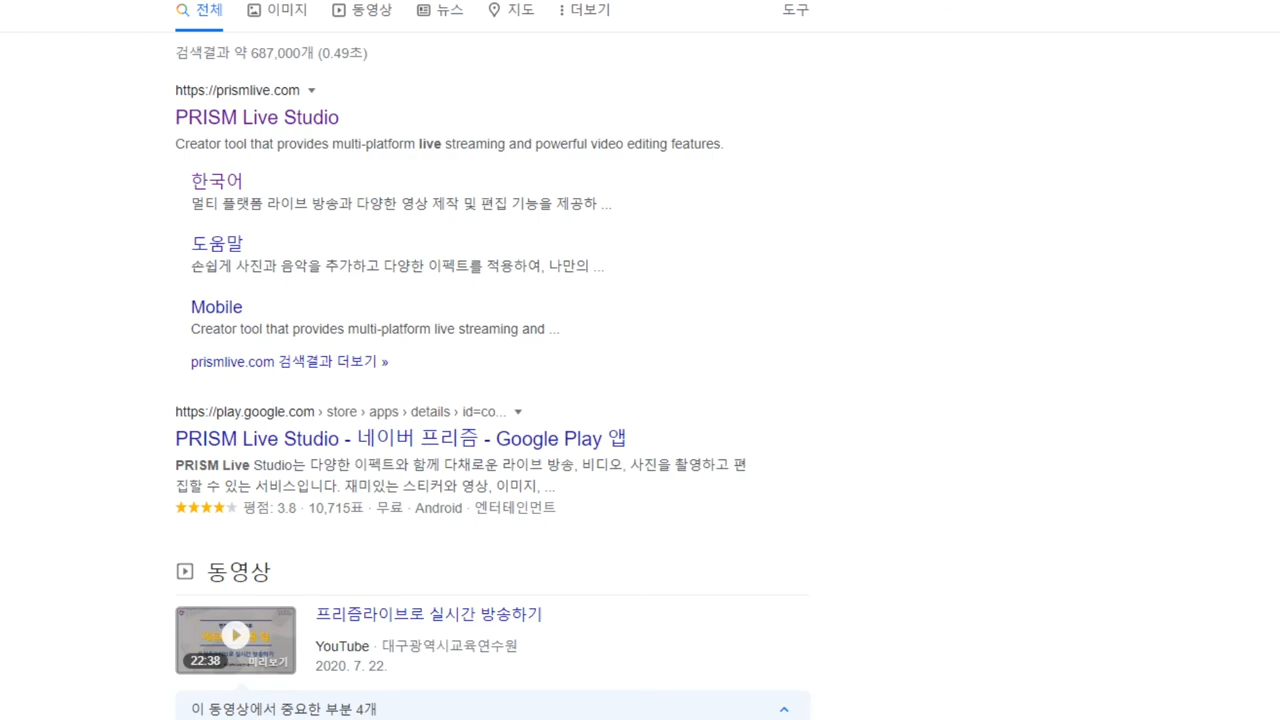 전체 이미지 동영상 뉴스 지도 더보기 도구
검색결과 약 687,000개 (0.49초)
https://prismlive.com
PRISM Live Studio
Creator tool that provides multi-platform live streaming and powerful video editing features.
한국어
멀티 플랫폼 라이브 방송과 다양한 영상 제작 및 편집 기능을 제공하 ...
도움말
손쉽게 사진과 음악을 추가하고 다양한 이펙트를 적용하여, 나만의 ...
Mobile
Creator tool that provides multi-platform live streaming and ...
prismlive.com 검색결과 더보기 »
https://play.google.com › store › apps › details › id=co...
PRISM Live Studio - 네이버 프리즘 - Google Play 앱
PRISM Live Studio는 다양한 이펙트와 함께 다채로운 라이브 방송, 비디오, 사진을 촬영하고 편
집할 수 있는 서비스입니다. 재미있는 스티커와 영상, 이미지, ...
평점: 3.8 · 10,715표 · 무료 · Android · 엔터테인먼트
동영상
프리즘라이브로 실시간 방송하기
YouTube · 대구광역시교육연수원
22:38 미리보기
2020. 7. 22.
이 동영상에서 중요한 부분 4개